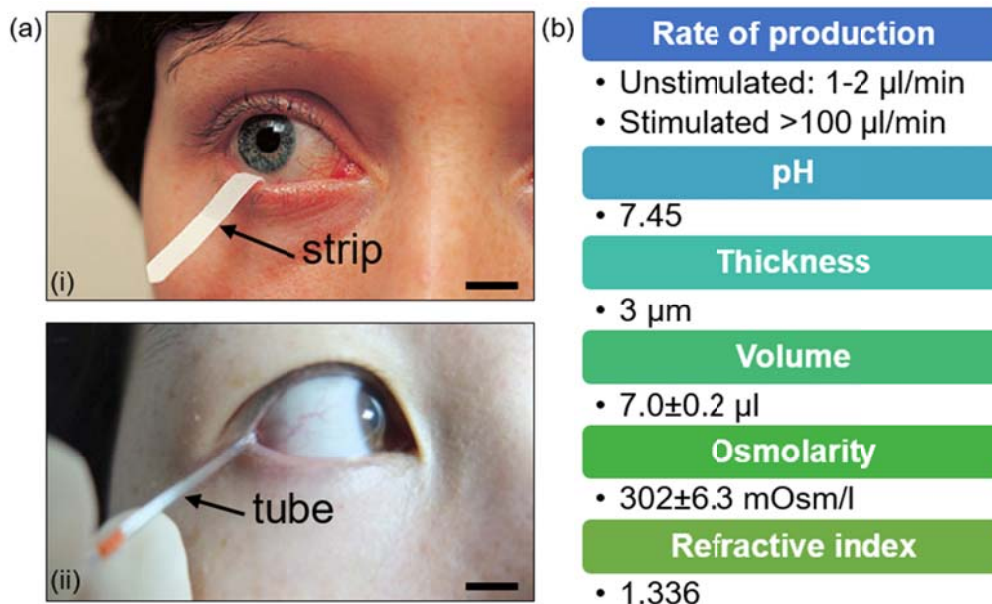 (a)
strip
(i)
tube
(ii)
(b)
Rate of production
• Unstimulated: 1-2 µl/min
• Stimulated >100 µl/min
pH
• 7.45
Thickness
• 3 µm
Volume
• 7.0±0.2 µl
Osmolarity
• 302±6.3 mOsm/l
Refractive index
• 1.336